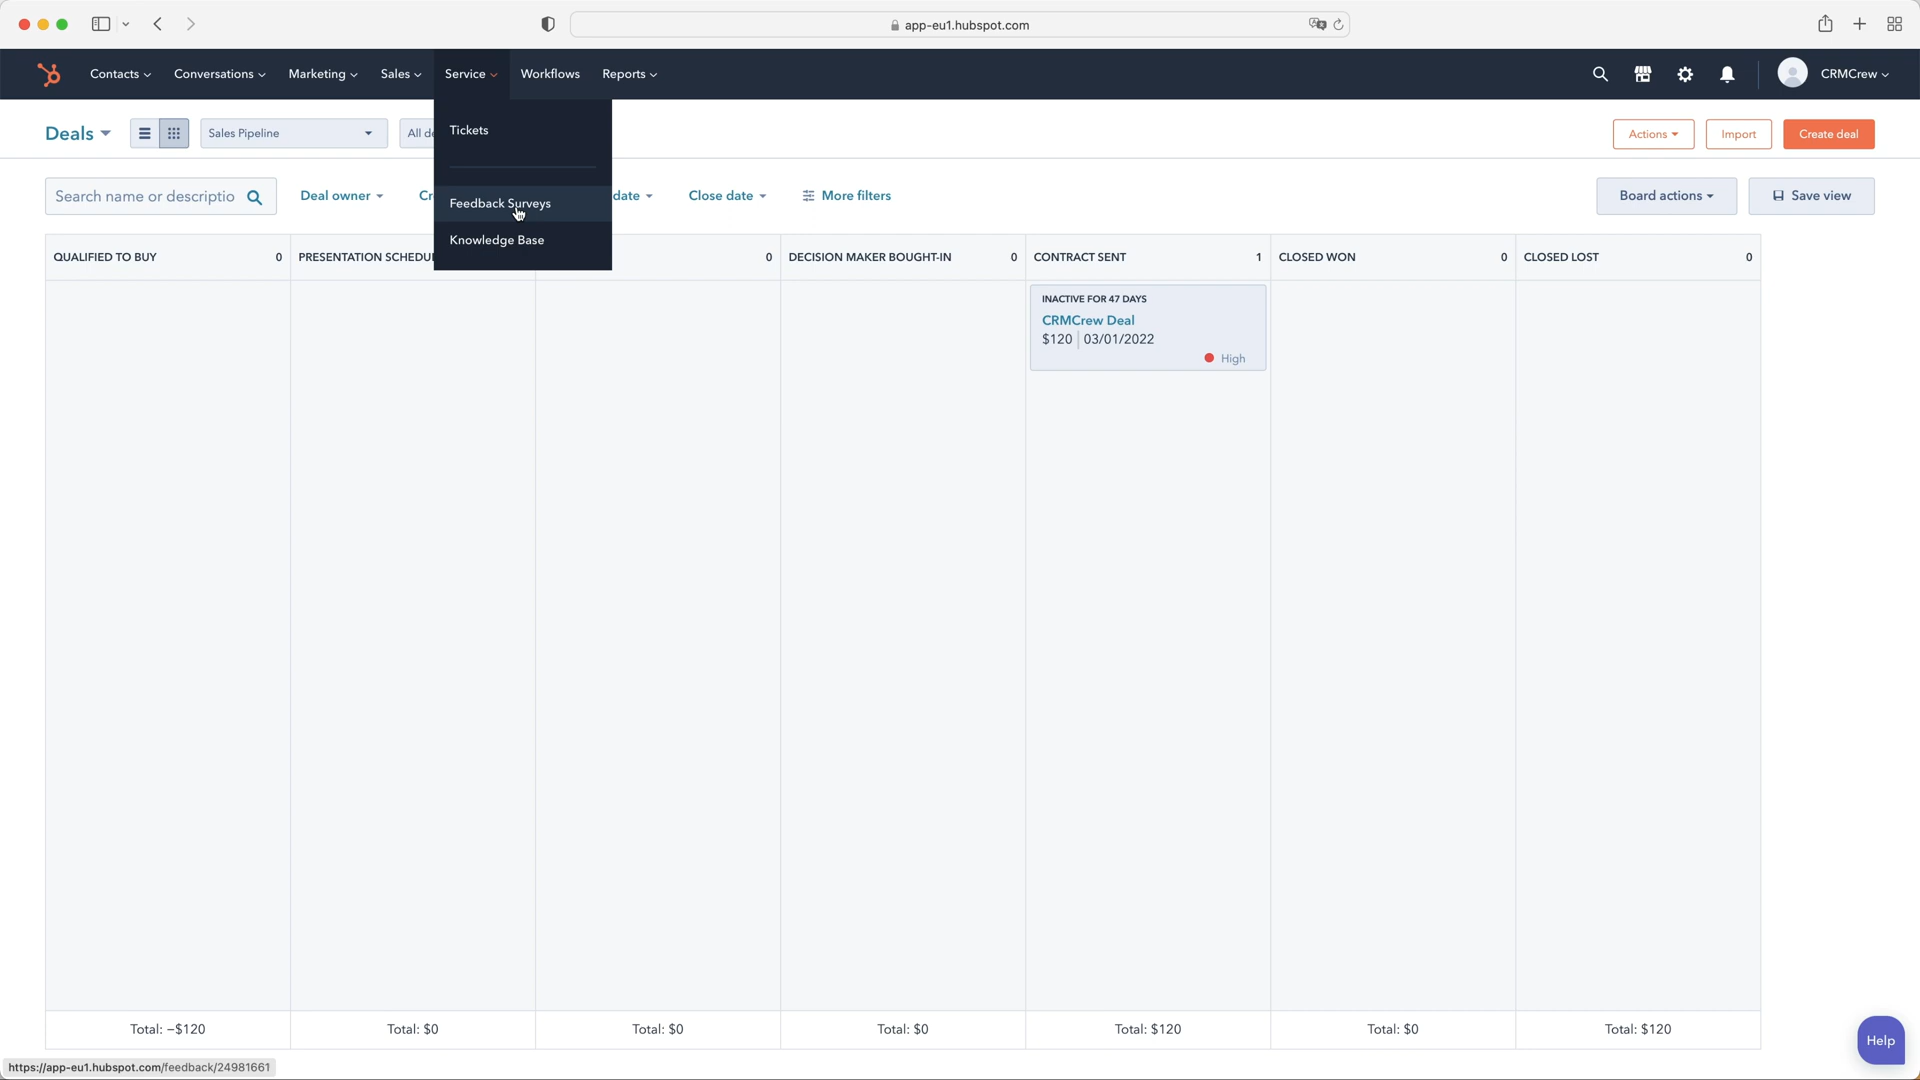 app-eu1.hubspot.com
Contacts Conversations Marketing Sales Service Workflows Reports CRMCrew
Tickets
Feedback Surveys
Knowledge Base
Deals Sales Pipeline All de Actions Import Create deal
Search name or descriptio Deal owner Cr date Close date More filters Board actions Save view
QUALIFIED TO BUY 0 PRESENTATION SCHEDU 0 DECISION MAKER BOUGHT-IN 0 CONTRACT SENT 1 CLOSED WON 0 CLOSED LOST 0
INACTIVE FOR 47 DAYS
CRMCrew Deal
$120 03/01/2022
High
Total: −$120 Total: $0 Total: $0 Total: $0 Total: $120 Total: $0 Total: $120
Help
https://app-eu1.hubspot.com/feedback/24981661